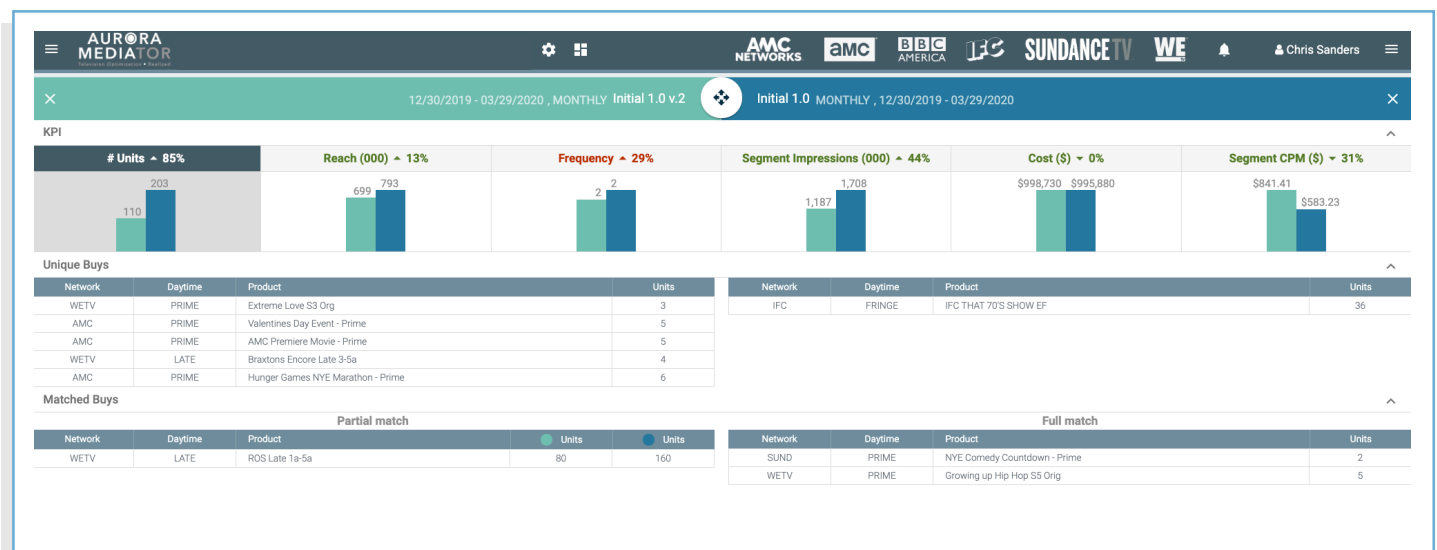 AURORA
MEDIATOR
Television Optimization • Realized
AMC NETWORKS
aMC
BBC AMERICA
IFC
SUNDANCE TV
WE
Chris Sanders
12/30/2019 - 03/29/2020 , MONTHLY Initial 1.0 v.2
Initial 1.0 MONTHLY , 12/30/2019 - 03/29/2020
KPI
# Units 85% Reach (000) 13% Frequency 29% Segment Impressions (000) 44% Cost ($) 0% Segment CPM ($) 31%
110 203
699 793
2 2
1,187 1,708
$998,730 $995,880
$841.41 $583.23
Unique Buys
Network Daytime Product Units
WETV PRIME Extreme Love S3 Org 3
AMC PRIME Valentines Day Event - Prime 5
AMC PRIME AMC Premiere Movie - Prime 5
WETV LATE Braxtons Encore Late 3-5a 4
AMC PRIME Hunger Games NYE Marathon - Prime 6
Network Daytime Product Units
IFC FRINGE IFC THAT 70'S SHOW EF 36
Matched Buys
Partial match
Network Daytime Product Units Units
WETV LATE ROS Late 1a-5a 80 160
Full match
Network Daytime Product Units
SUND PRIME NYE Comedy Countdown - Prime 2
WETV PRIME Growing up Hip Hop S5 Orig 5